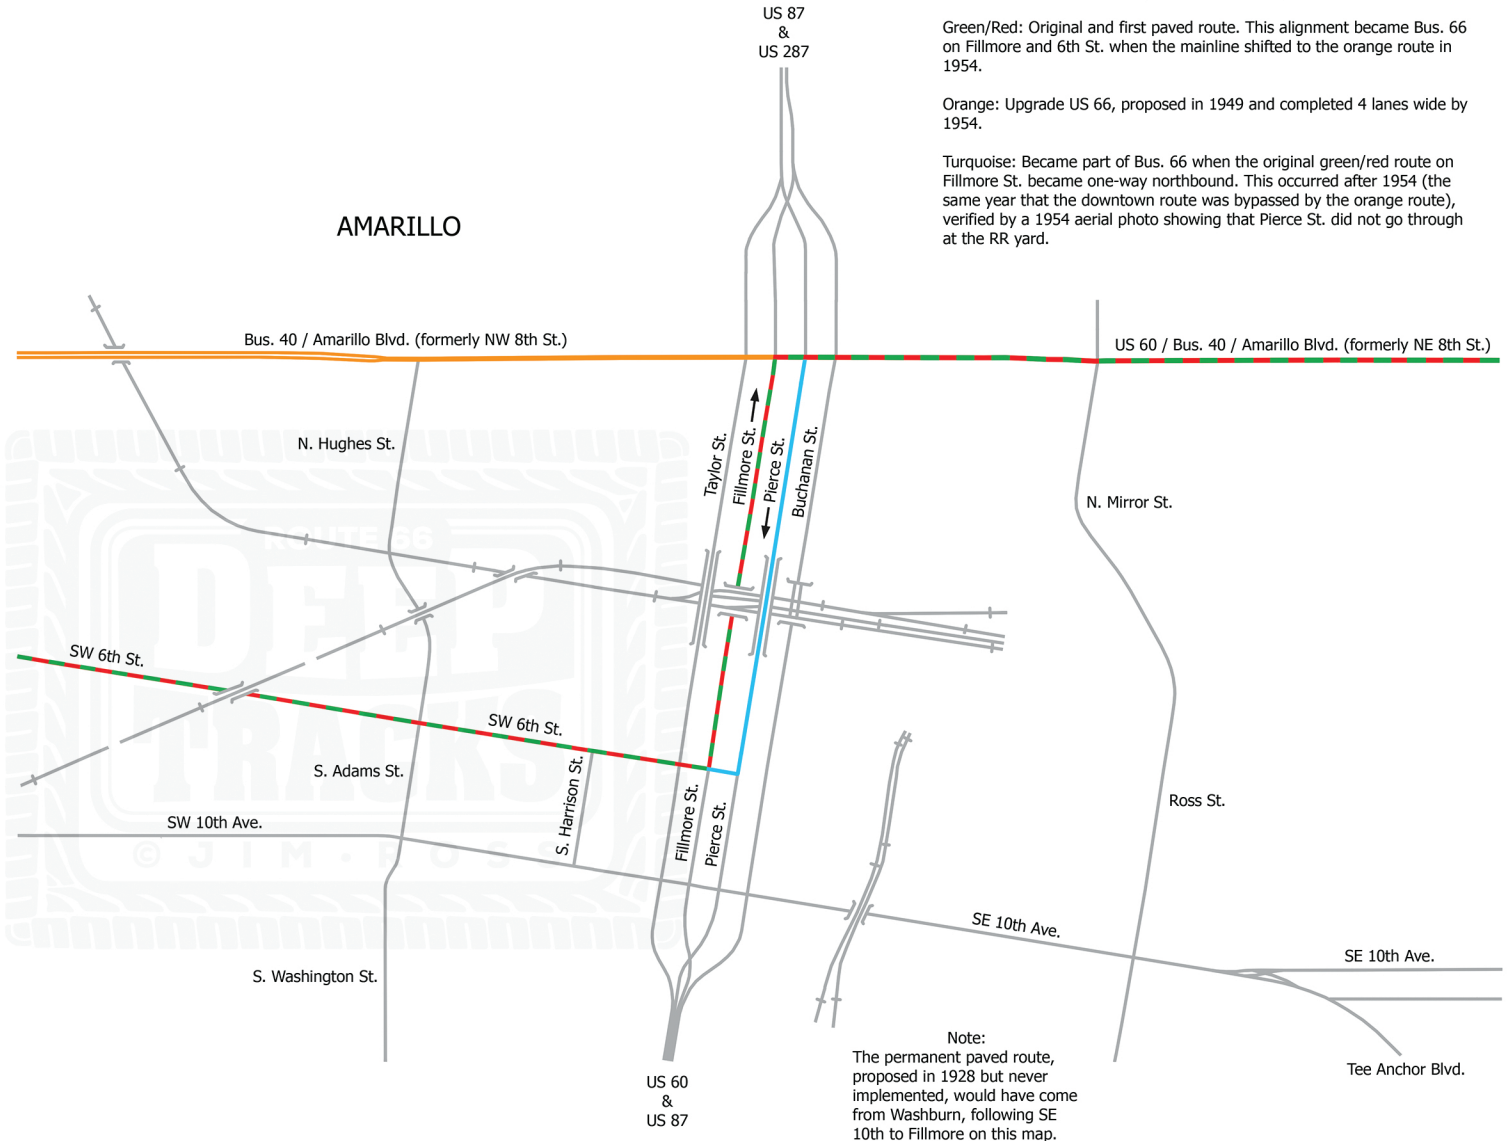 US 87
&
US 287
Green/Red: Original and first paved route. This alignment became Bus. 66
on Fillmore and 6th St. when the mainline shifted to the orange route in
1954.
Orange: Upgrade US 66, proposed in 1949 and completed 4 lanes wide by
1954.
Turquoise: Became part of Bus. 66 when the original green/red route on
Fillmore St. became one-way northbound. This occurred after 1954 (the
same year that the downtown route was bypassed by the orange route),
verified by a 1954 aerial photo showing that Pierce St. did not go through
at the RR yard.
AMARILLO
Bus. 40 / Amarillo Blvd. (formerly NW 8th St.)
US 60 / Bus. 40 / Amarillo Blvd. (formerly NE 8th St.)
N. Hughes St.
Taylor St.
Fillmore St.
Pierce St.
Buchanan St.
N. Mirror St.
ROUTE 66
DEEP
TRACKS
© JIM · ROSS
SW 6th St.
SW 6th St.
S. Adams St.
S. Harrison St.
Fillmore St.
Pierce St.
Ross St.
SW 10th Ave.
SE 10th Ave.
SE 10th Ave.
S. Washington St.
Tee Anchor Blvd.
US 60
&
US 87
Note:
The permanent paved route,
proposed in 1928 but never
implemented, would have come
from Washburn, following SE
10th to Fillmore on this map.